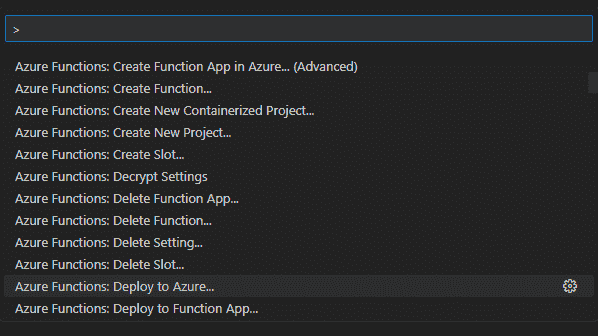 >
Azure Functions: Create Function App in Azure... (Advanced)
Azure Functions: Create Function...
Azure Functions: Create New Containerized Project...
Azure Functions: Create New Project...
Azure Functions: Create Slot...
Azure Functions: Decrypt Settings
Azure Functions: Delete Function App...
Azure Functions: Delete Function...
Azure Functions: Delete Setting...
Azure Functions: Delete Slot...
Azure Functions: Deploy to Azure...
Azure Functions: Deploy to Function App...